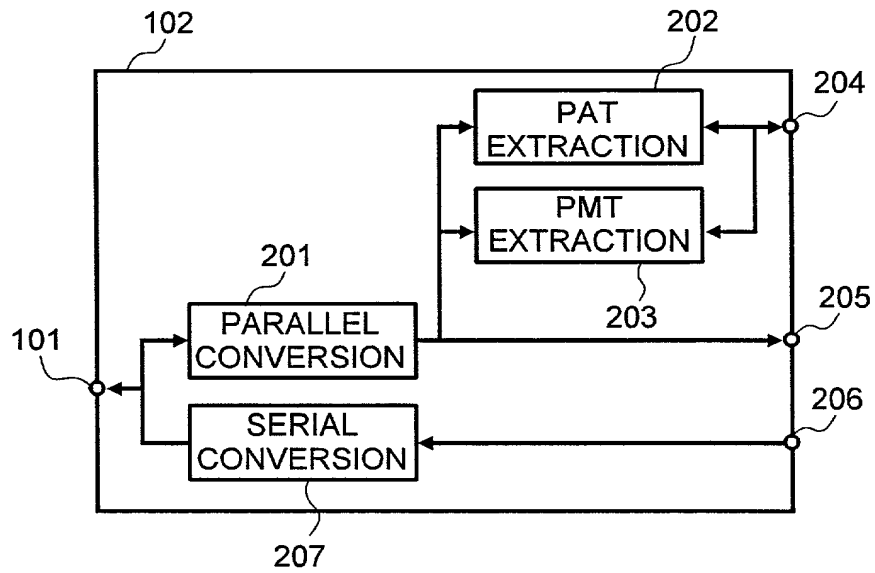 102
202
204
PAT
EXTRACTION
PMT
EXTRACTION
201
203
205
PARALLEL
CONVERSION
101
206
SERIAL
CONVERSION
207